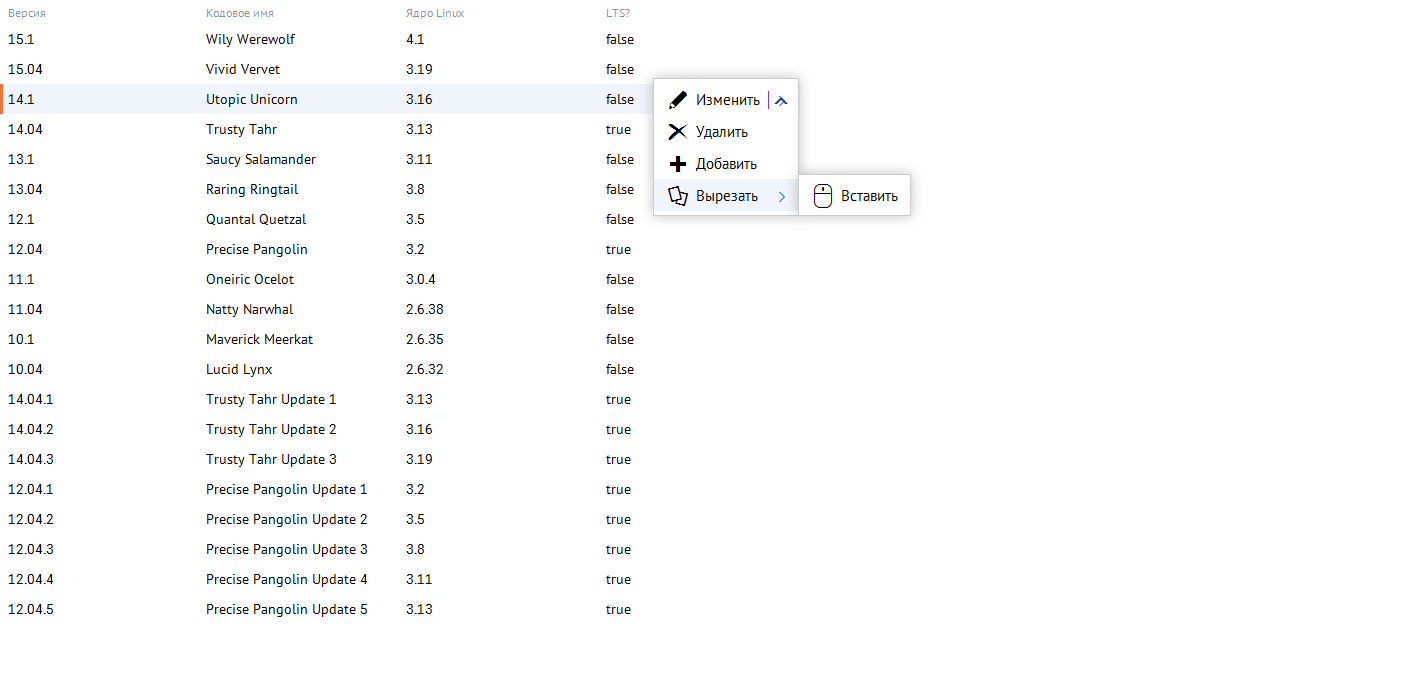 Версия Кодовое имя Ядро Linux LTS?
15.1 Wily Werewolf 4.1 false
15.04 Vivid Vervet 3.19 false
14.1 Utopic Unicorn 3.16 false Изменить
14.04 Trusty Tahr 3.13 true Удалить
13.1 Saucy Salamander 3.11 false Добавить
13.04 Raring Ringtail 3.8 false Вырезать Вставить
12.1 Quantal Quetzal 3.5 false
12.04 Precise Pangolin 3.2 true
11.1 Oneiric Ocelot 3.0.4 false
11.04 Natty Narwhal 2.6.38 false
10.1 Maverick Meerkat 2.6.35 false
10.04 Lucid Lynx 2.6.32 false
14.04.1 Trusty Tahr Update 1 3.13 true
14.04.2 Trusty Tahr Update 2 3.16 true
14.04.3 Trusty Tahr Update 3 3.19 true
12.04.1 Precise Pangolin Update 1 3.2 true
12.04.2 Precise Pangolin Update 2 3.5 true
12.04.3 Precise Pangolin Update 3 3.8 true
12.04.4 Precise Pangolin Update 4 3.11 true
12.04.5 Precise Pangolin Update 5 3.13 true